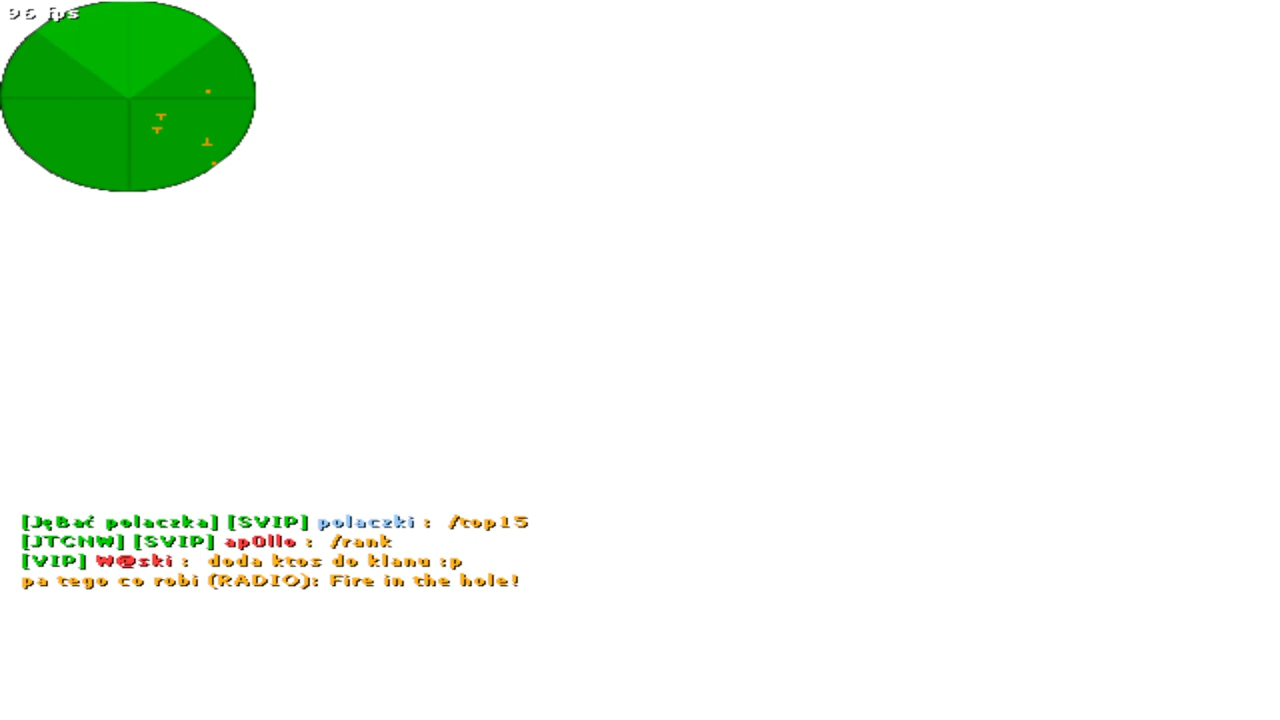 96 fps
[JęBać polaczka] [SVIP] polaczki : /top15
[JTCNW] [SVIP] ap0llo : /rank
[VIP] W@ski : doda ktos do klanu :p
pa tego co robi (RADIO): Fire in the hole!